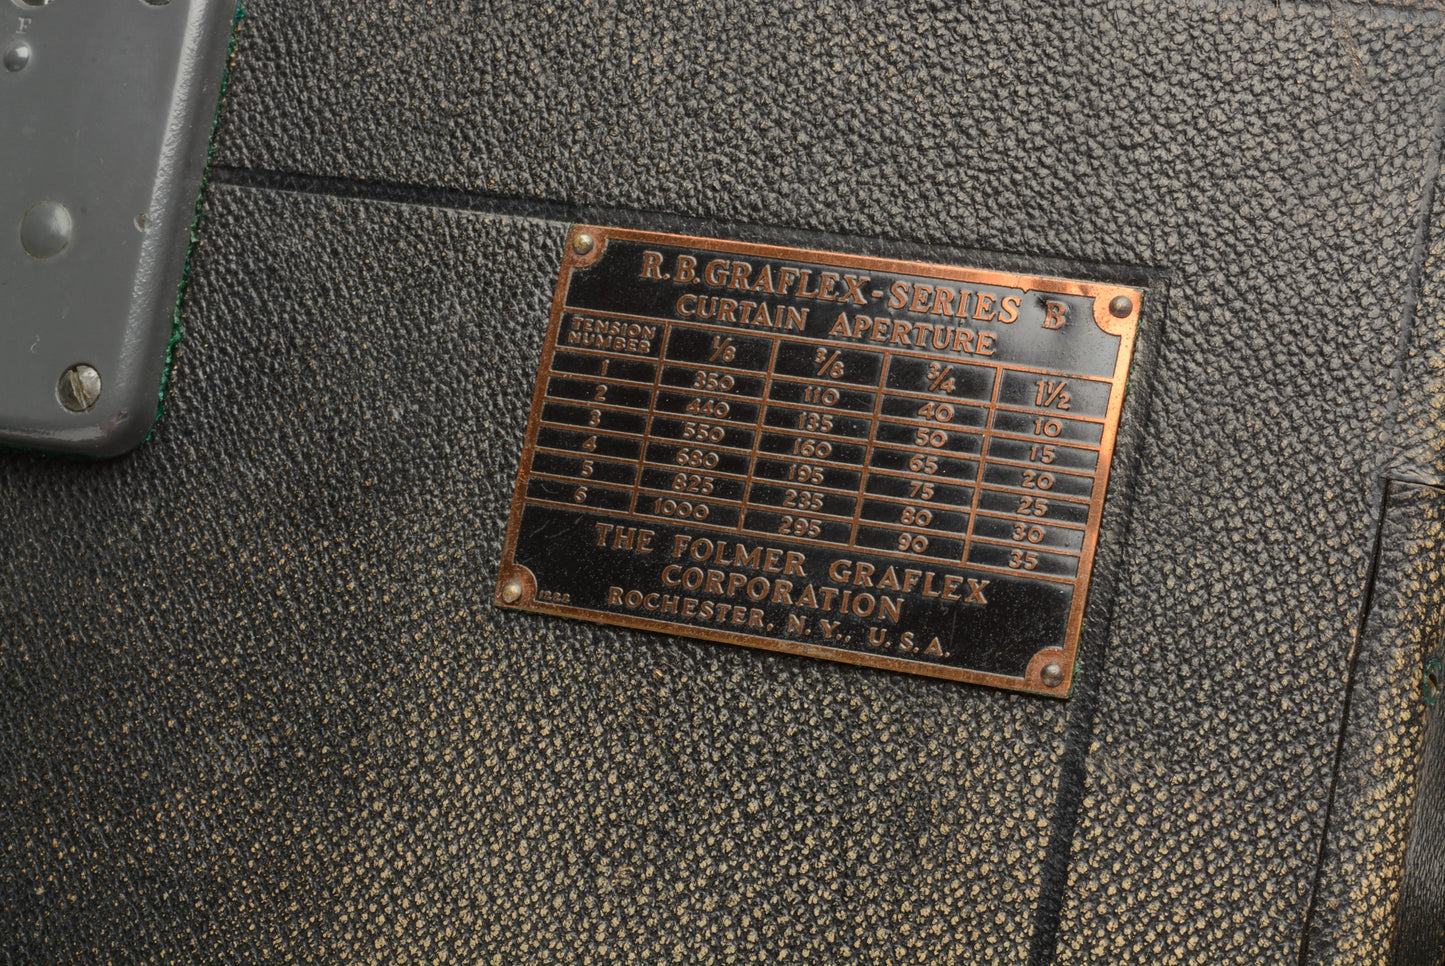 F
R.B. GRAFLEX-SERIES B
CURTAIN APERTURE
TENSION NUMBER 1/8 3/8 3/4 1 1/2
1 350 110 40 10
2 440 135 50 15
3 550 160 65 20
4 680 195 75 25
5 825 235 80 30
6 1000 295 90 35
THE FOLMER GRAFLEX
CORPORATION
ROCHESTER, N.Y., U.S.A.